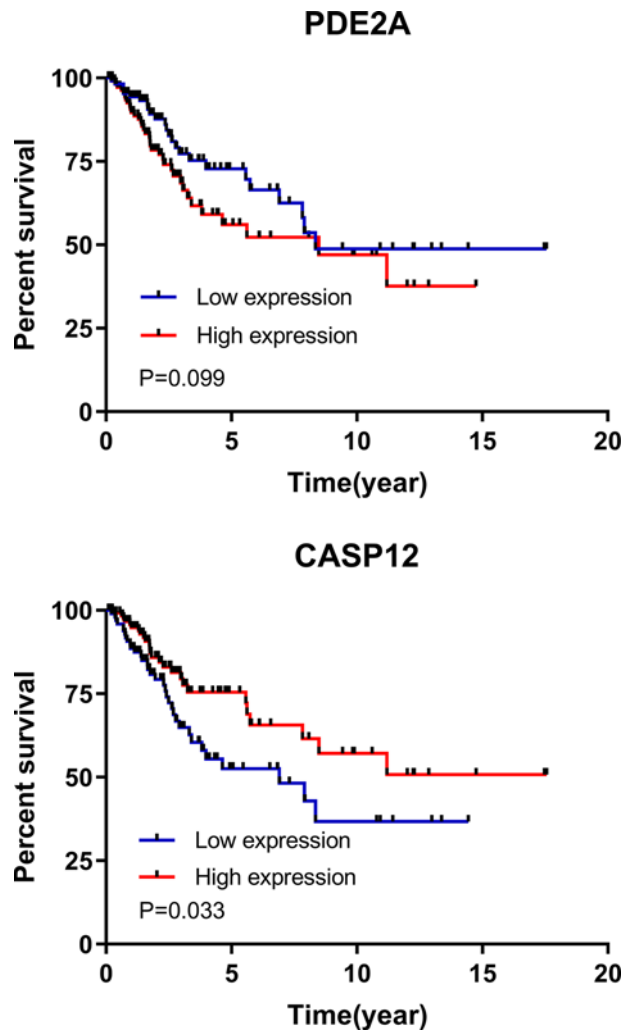 PDE2A
100
75
50
25
0
Percent survival
Low expression
High expression
P=0.099
0 5 10 15 20
Time(year)
CASP12
100
75
50
25
0
Percent survival
Low expression
High expression
P=0.033
0 5 10 15 20
Time(year)